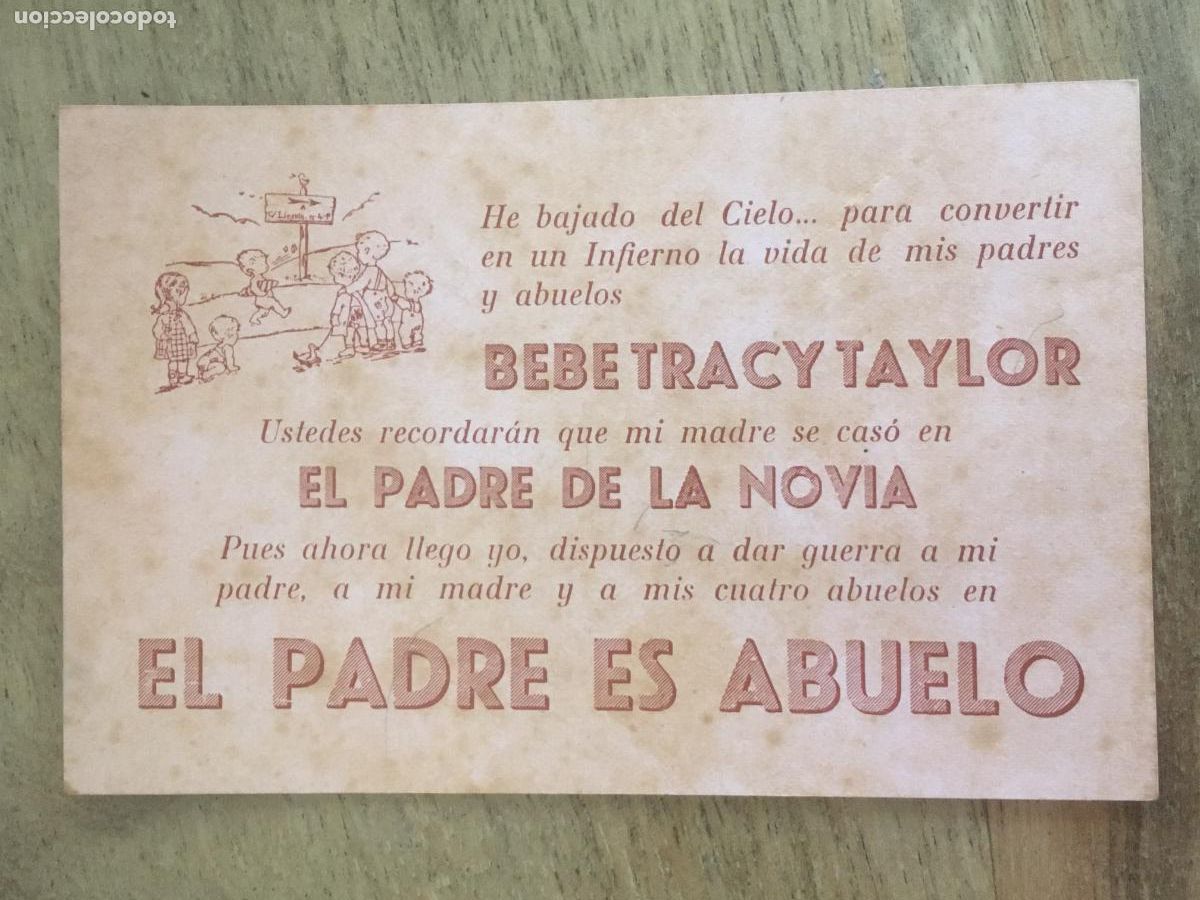 todocoleccion
He bajado del Cielo... para convertir
en un Infierno la vida de mis padres
y abuelos
BEBE TRACY TAYLOR
Ustedes recordarán que mi madre se casó en
EL PADRE DE LA NOVIA
Pues ahora llego yo, dispuesto a dar guerra a mi
padre, a mi madre y a mis cuatro abuelos en
EL PADRE ES ABUELO